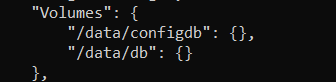 "Volumes": {
"/data/configdb": {},
"/data/db": {}
},